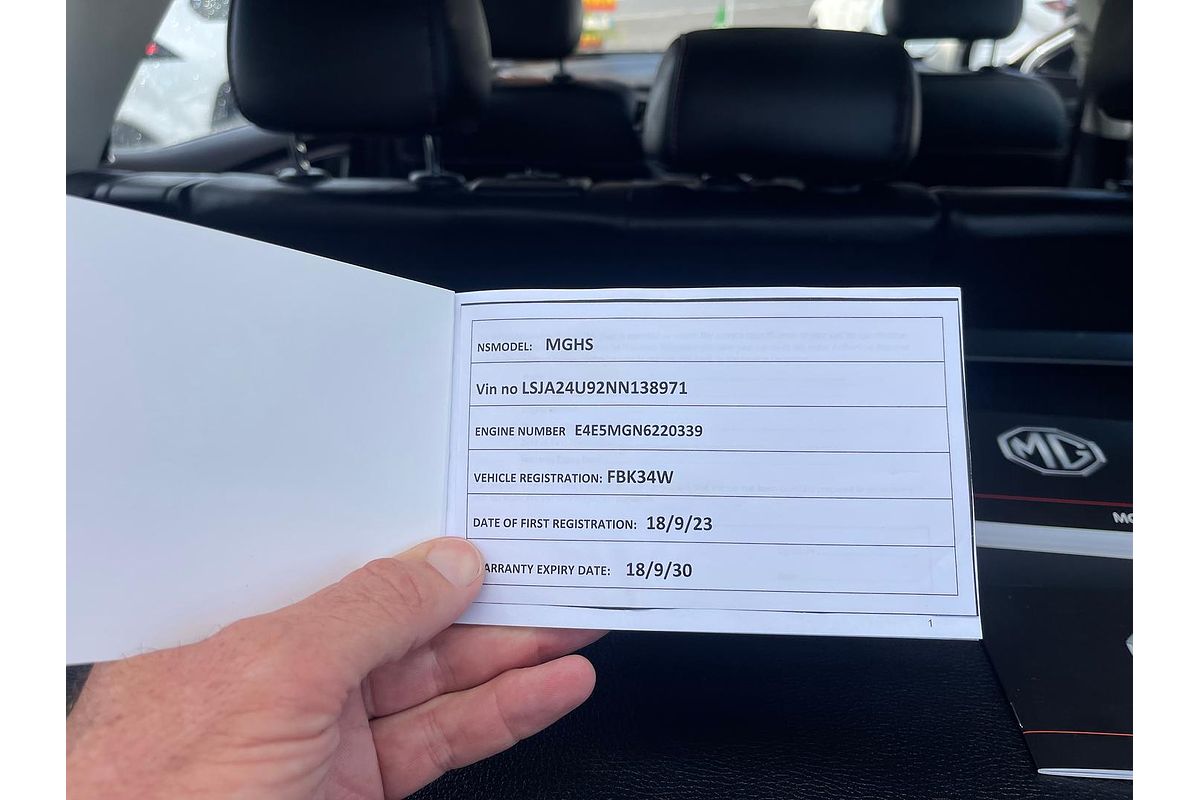 NSMODEL: MGHS
Vin no LSJA24U92NN138971
ENGINE NUMBER E4E5MGN6220339
VEHICLE REGISTRATION: FBK34W
DATE OF FIRST REGISTRATION: 18/9/23
ARRANTY EXPIRY DATE: 18/9/30
1
MG